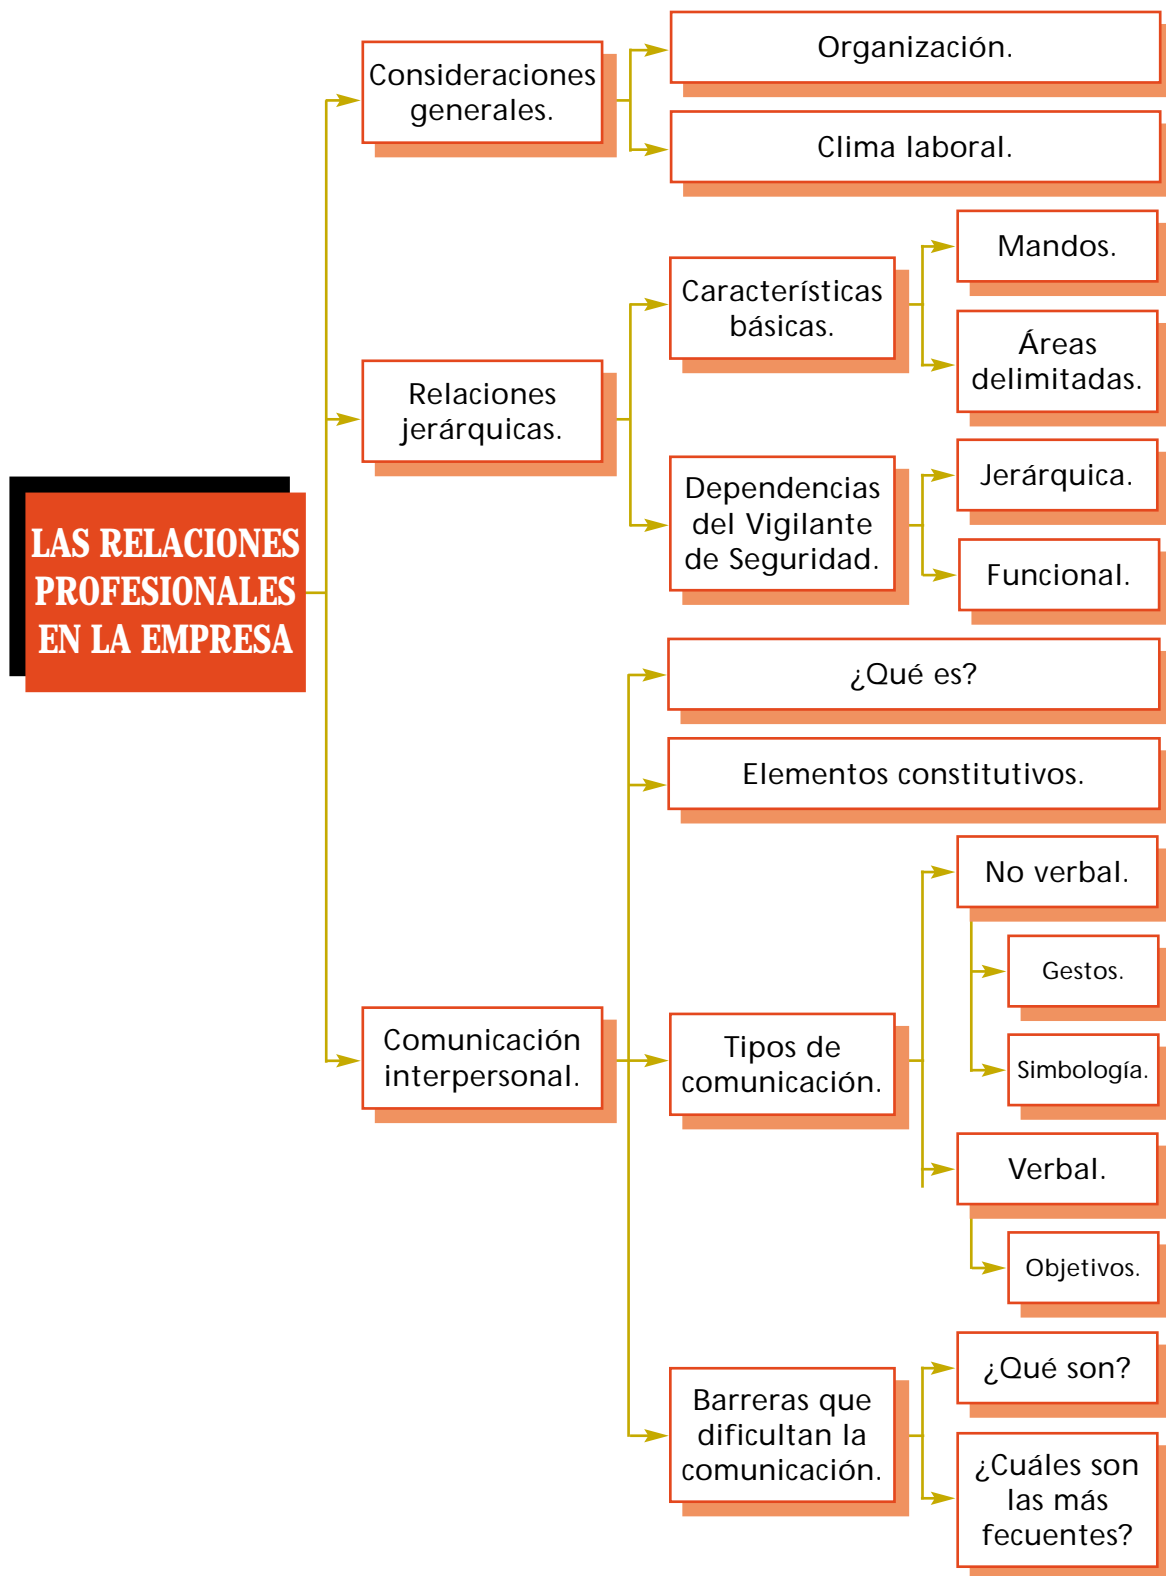 LAS RELACIONES
PROFESIONALES
EN LA EMPRESA
Consideraciones
generales.
Organización.
Clima laboral.
Relaciones
jerárquicas.
Características
básicas.
Mandos.
Áreas
delimitadas.
Dependencias
del Vigilante
de Seguridad.
Jerárquica.
Funcional.
Comunicación
interpersonal.
¿Qué es?
Elementos constitutivos.
Tipos de
comunicación.
No verbal.
Gestos.
Simbología.
Verbal.
Objetivos.
Barreras que
dificultan la
comunicación.
¿Qué son?
¿Cuáles son
las más
fecuentes?